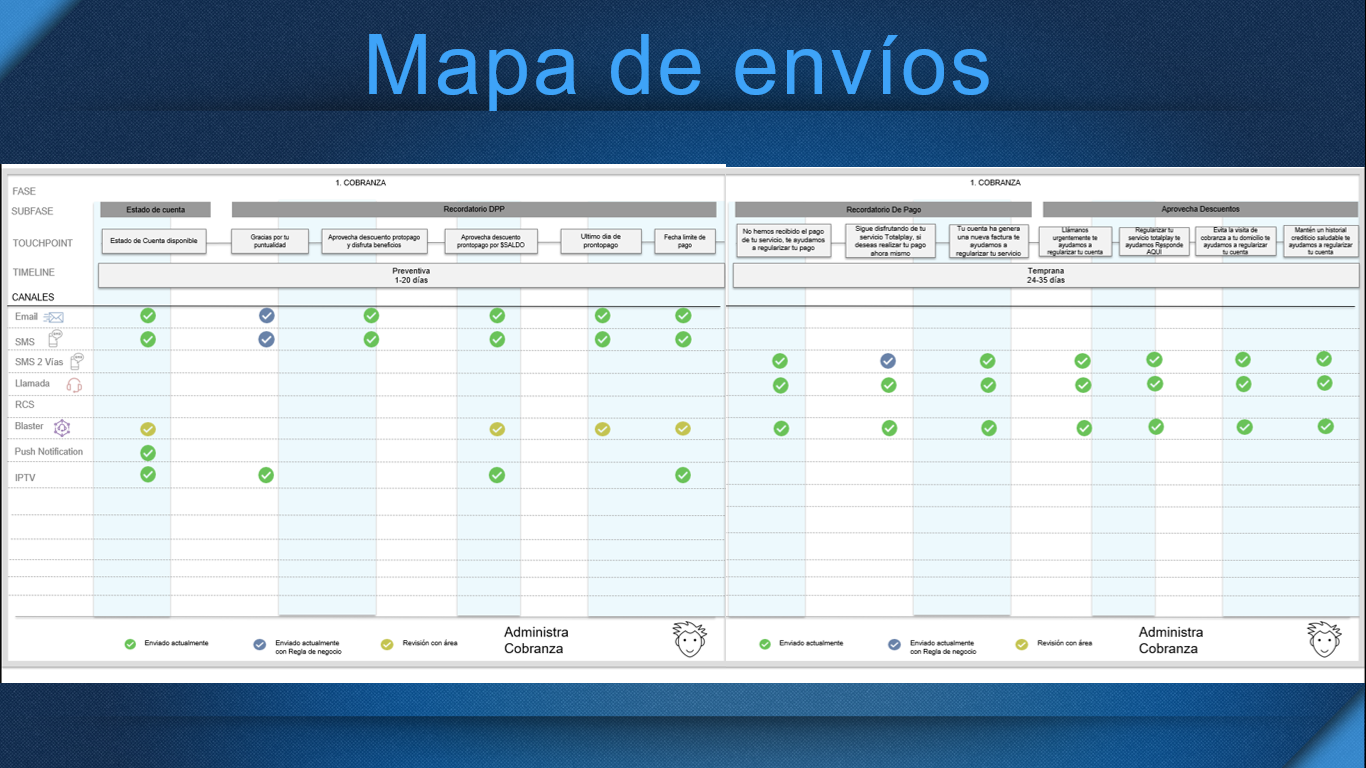 Mapa de envíos
FASE
1. COBRANZA
SUBFASE
Estado de cuenta
Recordatorio DPP
TOUCHPOINT
Estado de Cuenta disponible
Gracias por tu
puntualidad
Aprovecha descuento protopago
y disfruta beneficios
Aprovecha descuento
prontopago por $SALDO
Ultimo dia de
prontopago
Fecha limite de
pago
TIMELINE
Preventiva
1-20 días
CANALES
Email
SMS
SMS 2 Vías
Llamada
RCS
Blaster
Push Notification
IPTV
Enviado actualmente
Enviado actualmente
con Regla de negocio
Revisión con área
Administra
Cobranza
1. COBRANZA
Recordatorio De Pago
Aprovecha Descuentos
No hemos recibido el pago
de tu servicio, te ayudamos
a regularizar tu pago
Sigue disfrutando de tu
servicio Totalplay, si
deseas realizar tu pago
ahora mismo
Tu cuenta ha genera
una nueva factura te
ayudamos a
regularizar tu servicio
Llámanos
urgentemente te
ayudamos a
regularizar tu cuenta
Regularizar tu
servicio totalplay te
ayudamos Responde
AQUÍ
Evita la visita de
cobranza a tu domicilio te
ayudamos a regularizar
tu cuenta
Mantén un historial
crediticio saludable te
ayudamos a regularizar
tu cuenta
Temprana
24-35 días
Enviado actualmente
Enviado actualmente
con Regla de negocio
Revisión con área
Administra
Cobranza